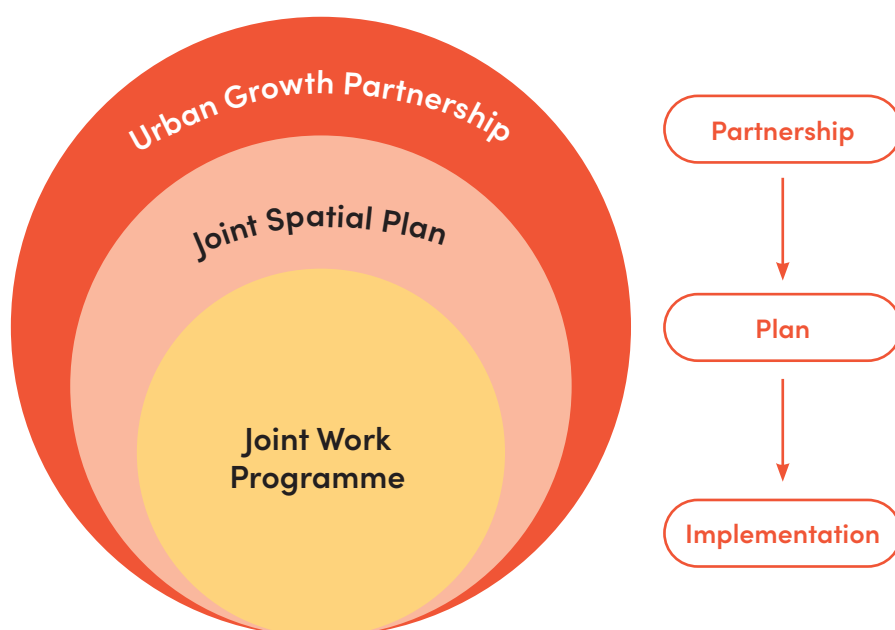 Urban Growth Partnership
Joint Spatial Plan
Joint Work
Programme
Partnership
Plan
Implementation